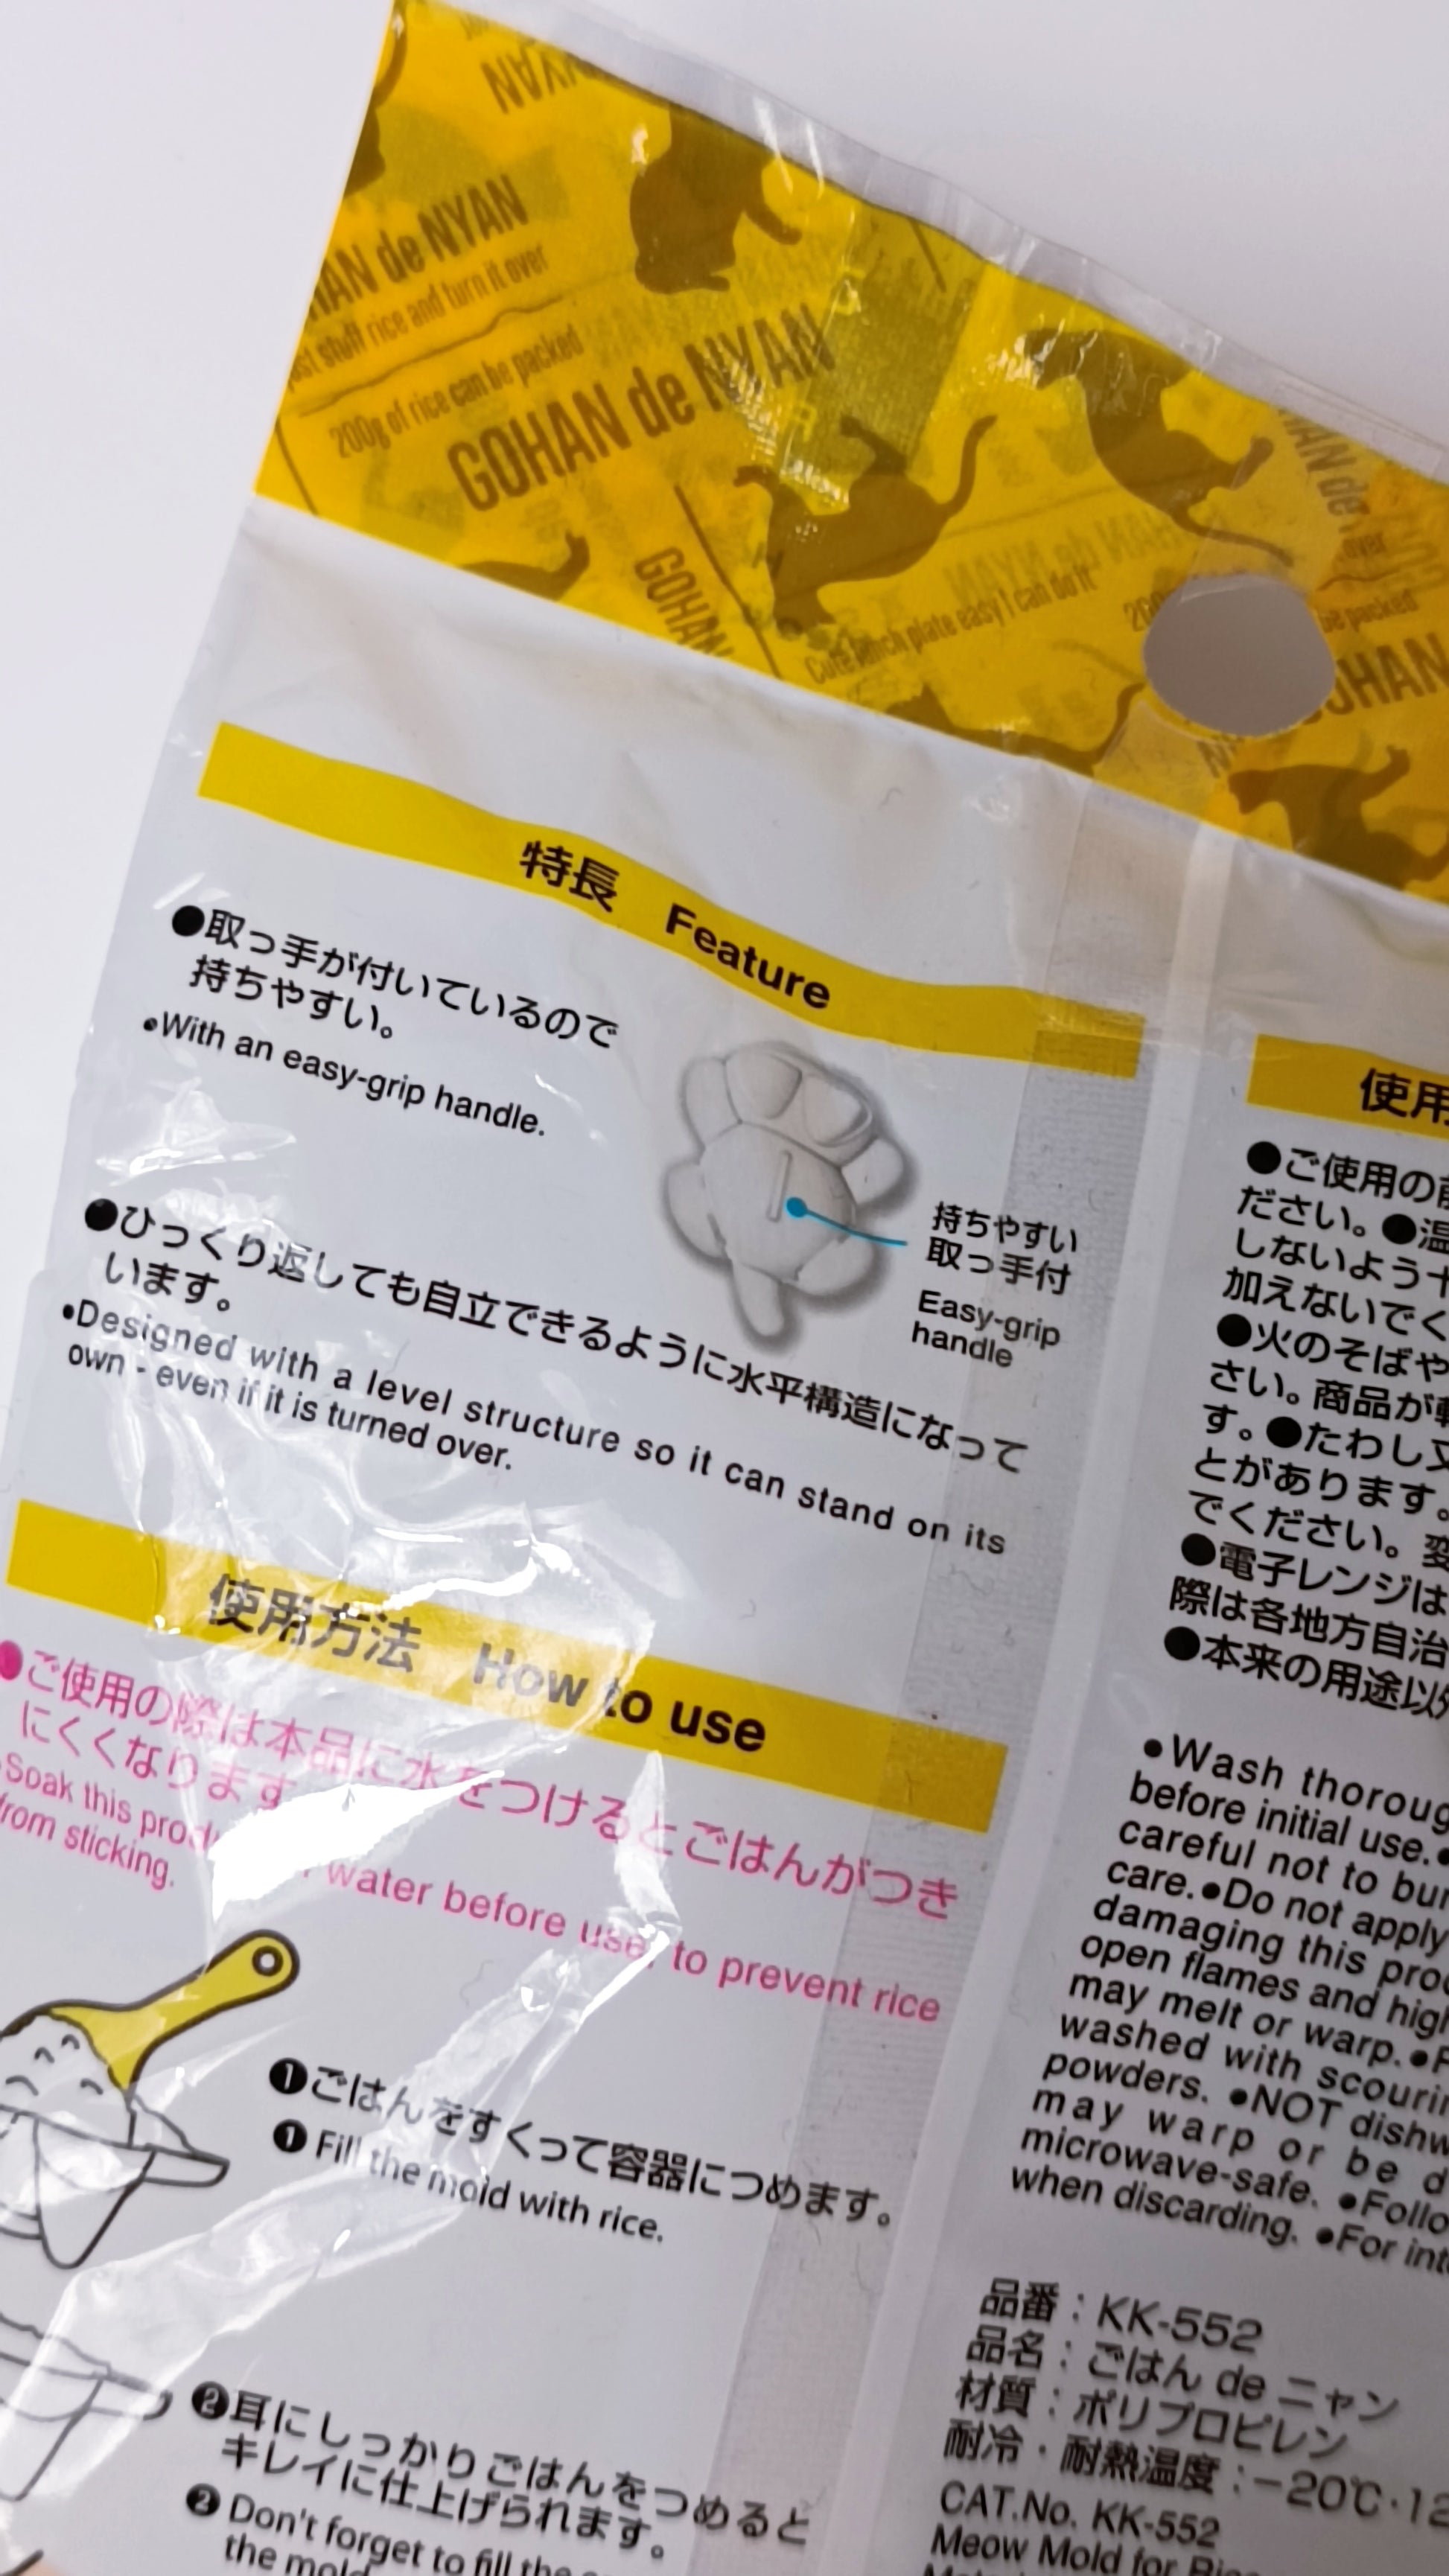 NYAN
HAN de NYAN
just stuff rice and turn it over
200g of rice can be packed
GOHAN de NYAN
GOHAN
Cute lunch plate easy I can do it
be packed
特長 Feature
●取っ手が付いているので
持ちやすい。
•With an easy-grip handle.
持ちやすい
取っ手付
Easy-grip
handle
●ひっくり返しても自立できるように水平構造になって
います。
•Designed with a level structure so it can stand on its
own - even if it is turned over.
使用方法 How to use
●ご使用の際は本品に水をつけるとごはんがつき
にくくなります
Soak this water before use, to prevent rice
from sticking.
❶ごはんをすくって容器につめます。
❶ Fill the mold with rice.
❷耳にしっかりごはんをつめると
キレイに仕上げられます。
❷ Don't forget to fill the
the mold
使用
●ご使用の前
ださい。●温
しないよう十
加えないでく
●火のそばや
さい。商品が
す。●たわし又
とがあります。
でください。変
●電子レンジは
際は各地方自治
●本来の用途以外
•Wash thoroug
before initial use.•
careful not to bur
care.•Do not apply
damaging this prod
open flames and high
may melt or warp.•
washed with scourin
powders. •NOT dishw
may warp or be d
microwave-safe. •Follo
when discarding. •For int
品番：KK-552
品名：ごはん de ニャン
材質：ポリプロピレン
耐冷・耐熱温度：－20℃・12
CAT.No. KK-552
Meow Mold for Rice